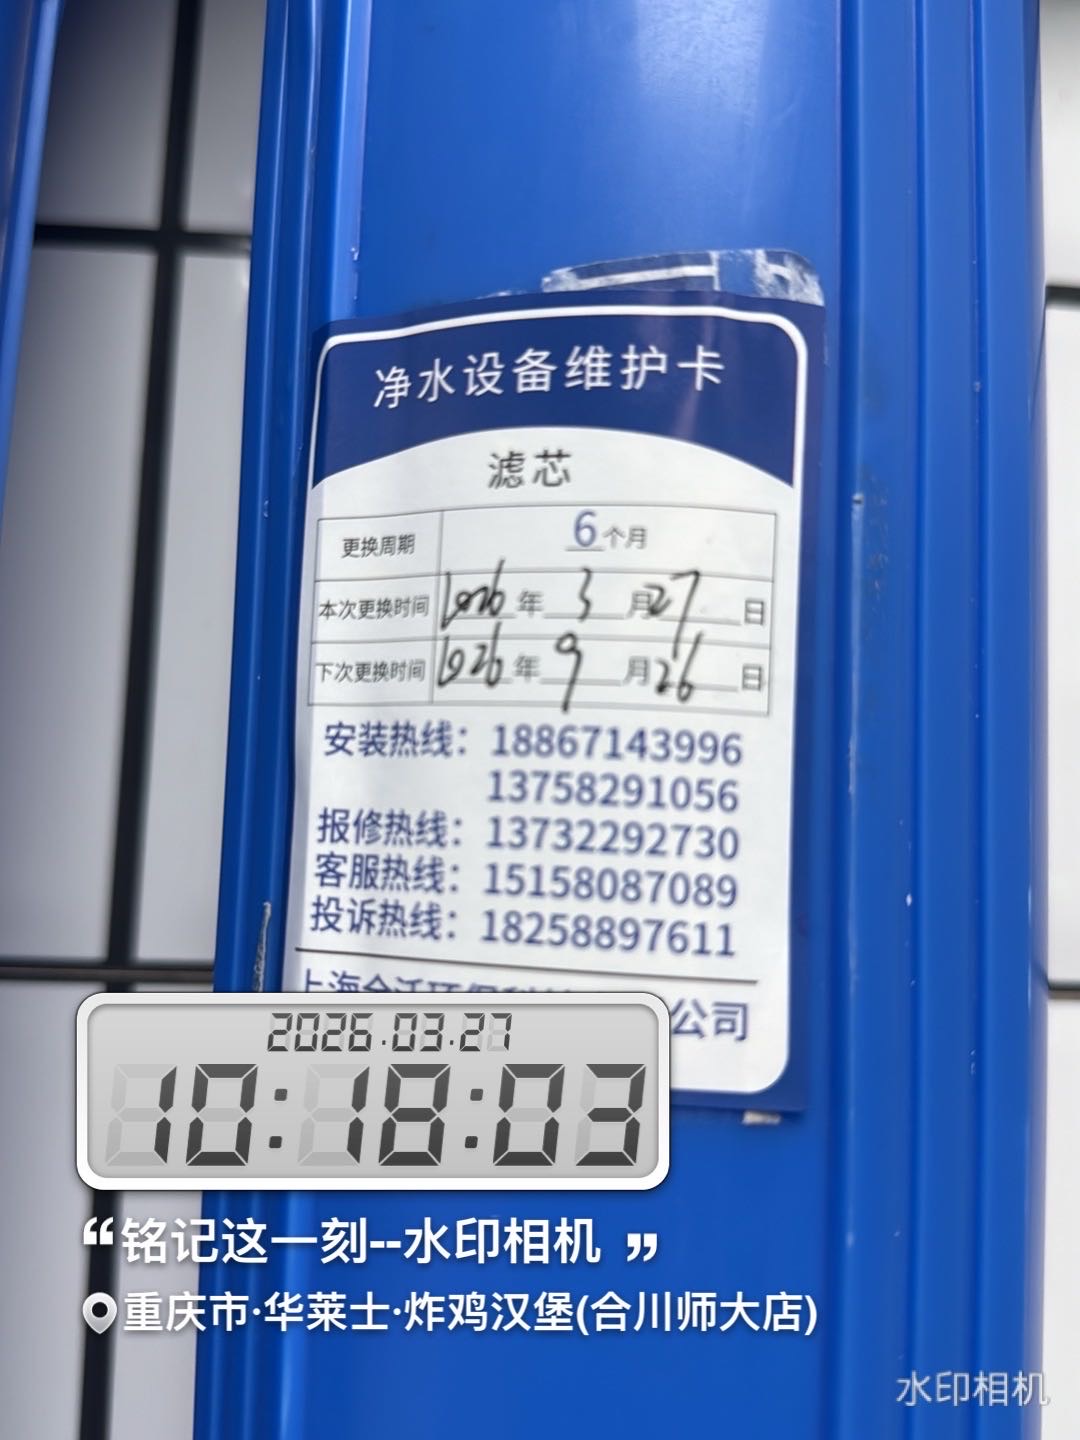 净水设备维护卡
滤芯
更换周期 6个月
本次更换时间 2026年3月27日
下次更换时间 2026年9月26日
安装热线：18867143996
13758291056
报修热线：13732292730
客服热线：15158087089
投诉热线：18258897611
公司
2026.03.27
10:18:03
“铭记这一刻--水印相机 ”
重庆市·华莱士·炸鸡汉堡(合川师大店)
水印相机